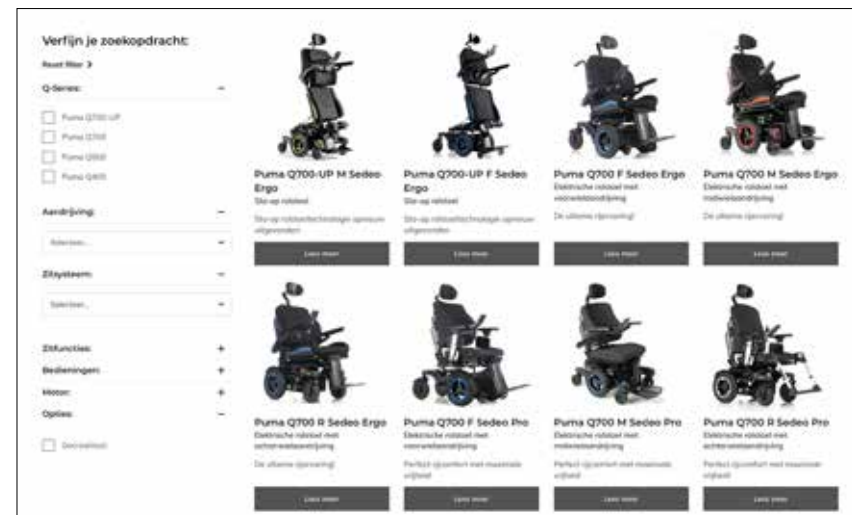 Verfijn je zoekopdracht:
Reset filter >
Q-Series: −
Puma Q700-UP
Puma Q700
Puma Q500
Puma Q400
Aandrijving: −
Selecteer...
Zitsysteem: −
Selecteer...
Zitfuncties: +
Bedieningen: +
Motor: +
Opties: −
Puma Q700-UP M Sedeo
Ergo
Sta-op rolstoel
Sta-op rolstoeltechnologie opnieuw
uitgevonden
Lees meer
Puma Q700-UP F Sedeo
Ergo
Sta-op rolstoel
Sta-op rolstoeltechnologie opnieuw
uitgevonden
Lees meer
Puma Q700 F Sedeo Ergo
Elektrische rolstoel met
voorwielaandrijving
De ultieme rijervaring!
Lees meer
Puma Q700 M Sedeo Ergo
Elektrische rolstoel met
midwielaandrijving
De ultieme rijervaring!
Lees meer
Puma Q700 R Sedeo Ergo
Elektrische rolstoel met
achterwielaandrijving
De ultieme rijervaring!
Lees meer
Puma Q700 F Sedeo Pro
Elektrische rolstoel met
voorwielaandrijving
Perfect rijcomfort met maximale
vrijheid!
Lees meer
Puma Q700 M Sedeo Pro
Elektrische rolstoel met
midwielaandrijving
Perfect rijcomfort met maximale
vrijheid!
Lees meer
Puma Q700 R Sedeo Pro
Elektrische rolstoel met
achterwielaandrijving
Perfect rijcomfort met maximale
vrijheid!
Lees meer